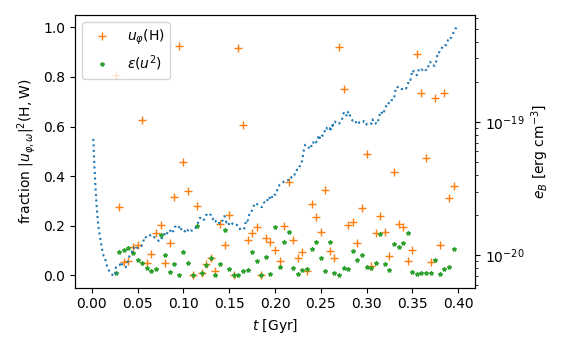 u_φ(H)
ε(u²)
fraction |u_{φ,ω}|²(H, W)
1.0
0.8
0.6
0.4
0.2
0.0
0.00 0.05 0.10 0.15 0.20 0.25 0.30 0.35 0.40
t [Gyr]
10⁻¹⁹
10⁻²⁰
e_B [erg cm⁻³]